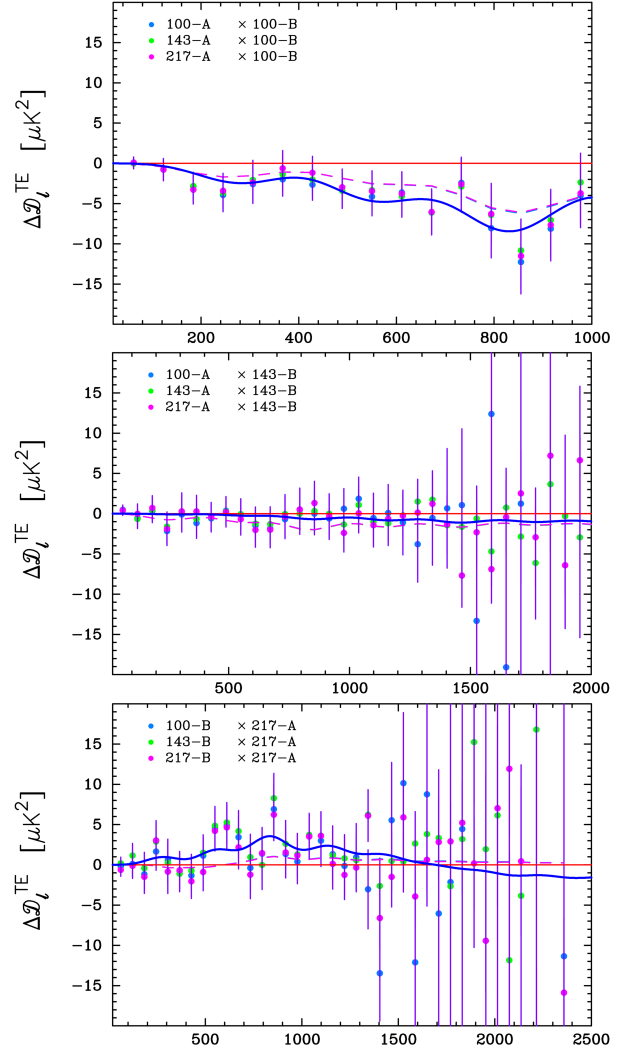 15
10
5
0
−5
−10
−15
ΔD_ℓ^TE [μK²]
100−A × 100−B
143−A × 100−B
217−A × 100−B
200 400 600 800 1000
15
10
5
0
−5
−10
−15
ΔD_ℓ^TE [μK²]
100−A × 143−B
143−A × 143−B
217−A × 143−B
500 1000 1500 2000
15
10
5
0
−5
−10
−15
ΔD_ℓ^TE [μK²]
100−B × 217−A
143−B × 217−A
217−B × 217−A
500 1000 1500 2000 2500